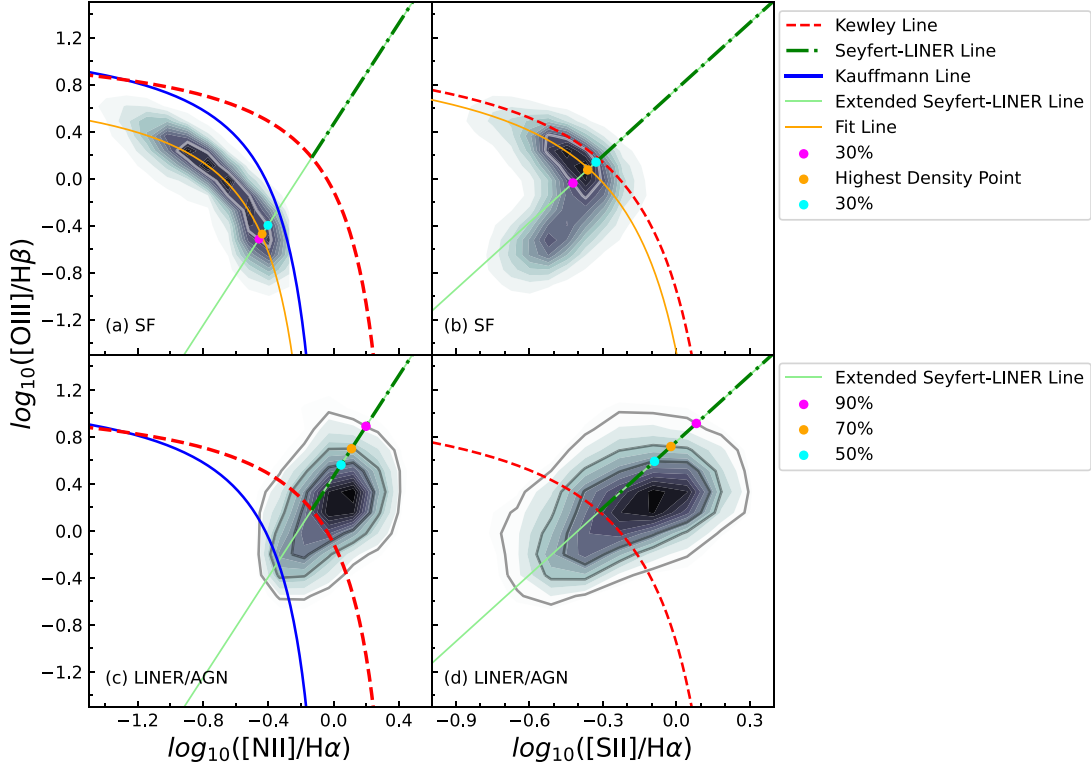 1.2
0.8
0.4
0.0
−0.4
−0.8
−1.2
(a) SF
(b) SF
Kewley Line
Seyfert-LINER Line
Kauffmann Line
Extended Seyfert-LINER Line
Fit Line
30%
Highest Density Point
30%
log10([OIII]/Hβ)
1.2
0.8
0.4
0.0
−0.4
−0.8
−1.2
(c) LINER/AGN
(d) LINER/AGN
Extended Seyfert-LINER Line
90%
70%
50%
−1.2 −0.8 −0.4 0.0 0.4
−0.9 −0.6 −0.3 0.0 0.3
log10([NII]/Hα)
log10([SII]/Hα)